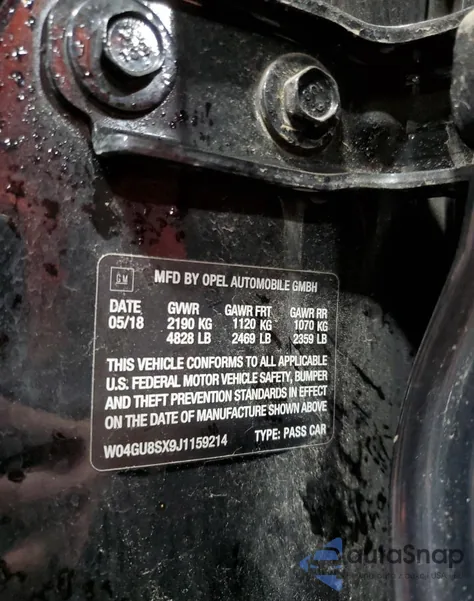 GM
MFD BY OPEL AUTOMOBILE GMBH
DATE GVWR GAWR FRT GAWR RR
05/18 2190 KG 1120 KG 1070 KG
4828 LB 2469 LB 2359 LB
THIS VEHICLE CONFORMS TO ALL APPLICABLE
U.S. FEDERAL MOTOR VEHICLE SAFETY, BUMPER
AND THEFT PREVENTION STANDARDS IN EFFECT
ON THE DATE OF MANUFACTURE SHOWN ABOVE
W04GU8SX9J1159214 TYPE: PASS CAR
autaSnap